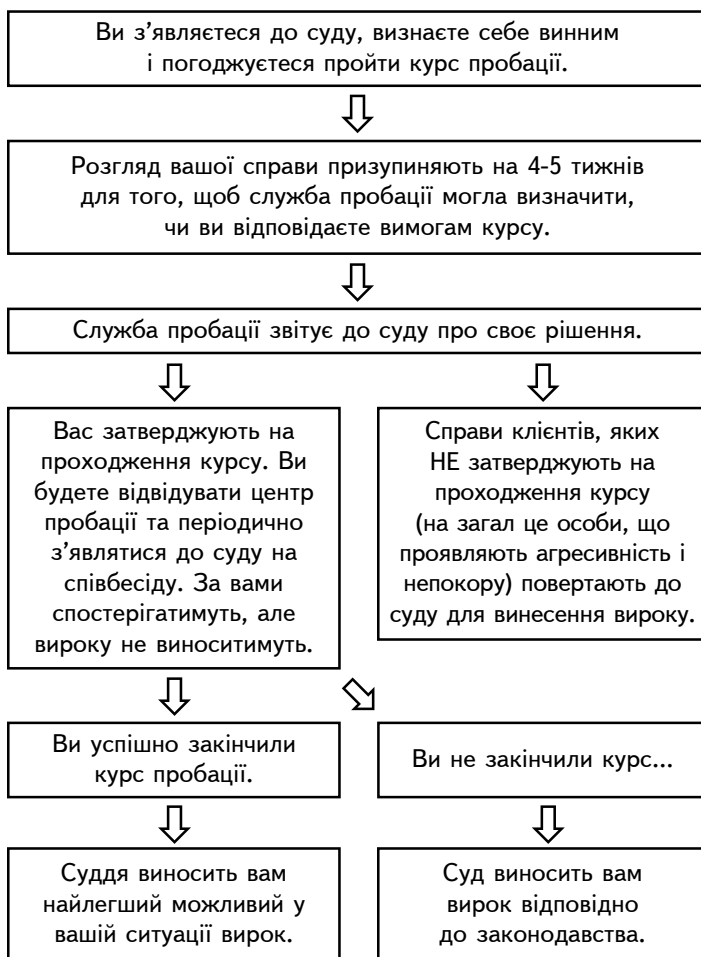 Ви з’являєтеся до суду, визнаєте себе винним
і погоджуєтеся пройти курс пробації.
Розгляд вашої справи призупиняють на 4-5 тижнів
для того, щоб служба пробації могла визначити,
чи ви відповідаєте вимогам курсу.
Служба пробації звітує до суду про своє рішення.
Вас затверджують на
проходження курсу. Ви
будете відвідувати центр
пробації та періодично
з’являтися до суду на
співбесіду. За вами
спостерігатимуть, але
вироку не виноситимуть.
Справи клієнтів, яких
НЕ затверджують на
проходження курсу
(на загал це особи, що
проявляють агресивність і
непокору) повертають до
суду для винесення вироку.
Ви успішно закінчили
курс пробації.
Ви не закінчили курс...
Суддя виносить вам
найлегший можливий у
вашій ситуації вирок.
Суд виносить вам
вирок відповідно
до законодавства.